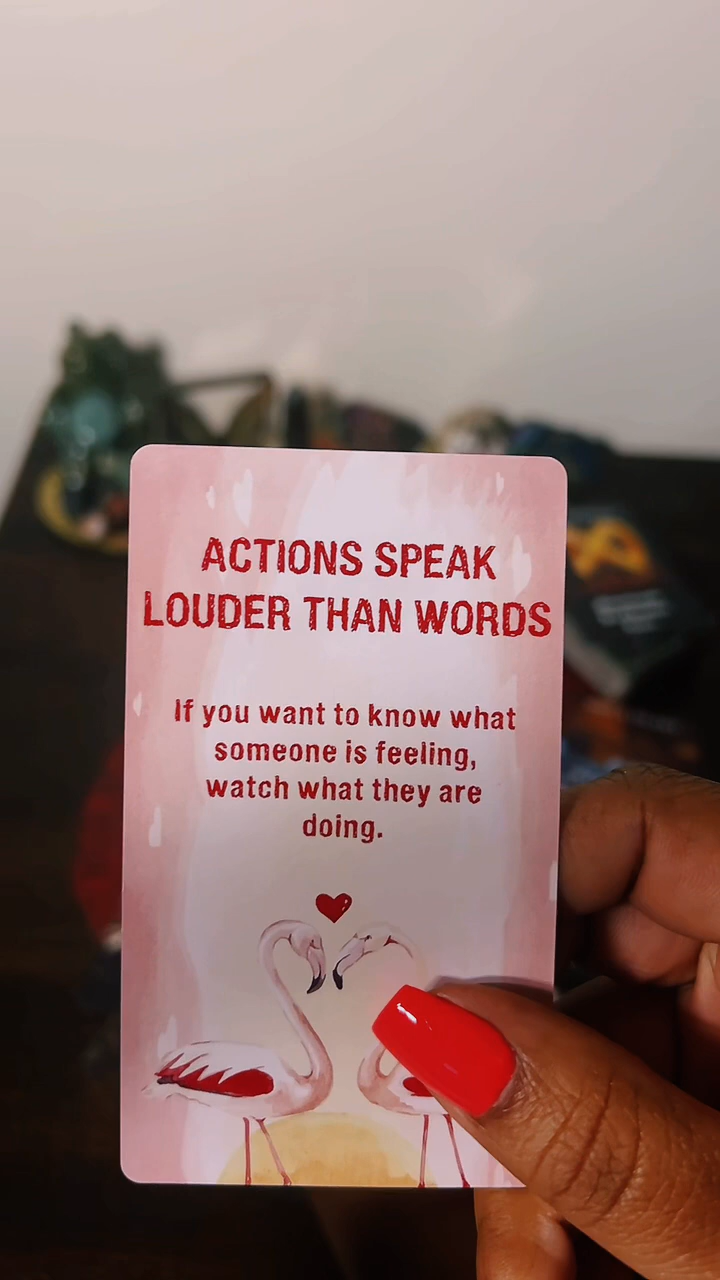 ACTIONS SPEAK
LOUDER THAN WORDS
If you want to know what
someone is feeling,
watch what they are
doing.